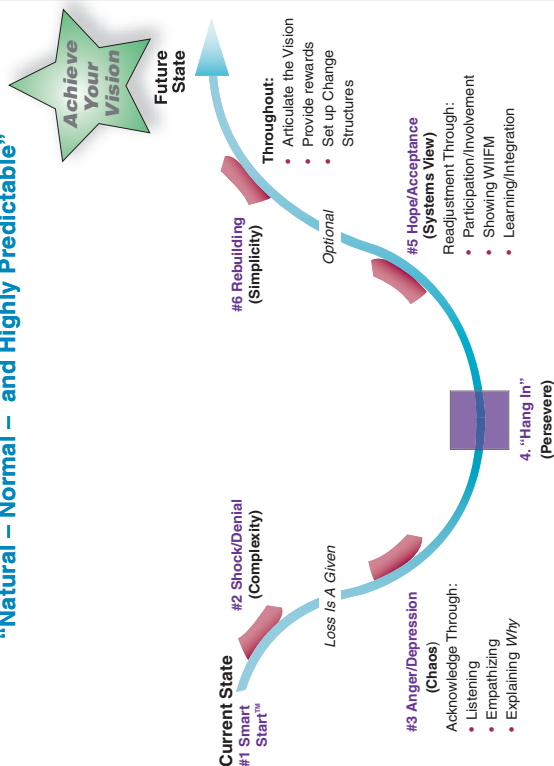 "Natural – Normal – and Highly Predictable"
Achieve
Your
Vision
Future
State
Current State
#1 Smart
Start™
#2 Shock/Denial
(Complexity)
Loss Is A Given
#3 Anger/Depression
(Chaos)
Acknowledge Through:
• Listening
• Empathizing
• Explaining Why
4. "Hang In"
(Persevere)
#5 Hope/Acceptance
(Systems View)
Readjustment Through:
• Participation/Involvement
• Showing WIIFM
• Learning/Integration
Optional
#6 Rebuilding
(Simplicity)
Throughout:
• Articulate the Vision
• Provide rewards
• Set up Change
Structures